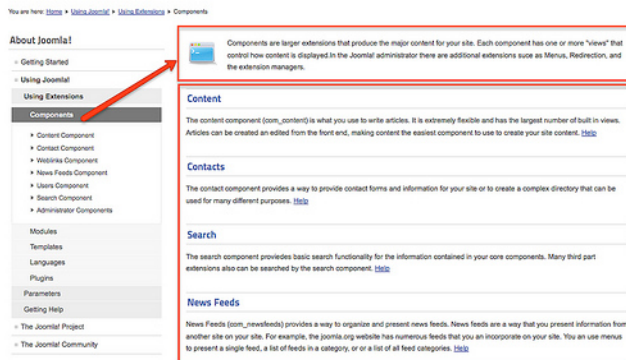 You are here: Home Using Joomla! Using Extensions Components
About Joomla!
Getting Started
Using Joomla!
Using Extensions
Components
Content Component
Contact Component
Weblinks Component
News Feeds Component
Users Component
Search Component
Administrator Components
Modules
Templates
Languages
Plugins
Parameters
Getting Help
The Joomla! Project
The Joomla! Community
Components are larger extensions that produce the major content for your site. Each component has one or more "views" that
control how content is displayed.In the Joomla! administrator there are additional extensions suce as Menus, Redirection, and
the extension managers.
Content
The content component (com_content) is what you use to write articles. It is extremely flexible and has the largest number of built in views.
Articles can be created an edited from the front end, making content the easiest component to use to create your site content. Help
Contacts
The contact component provides a way to provide contact forms and information for your site or to create a complex directory that can be
used for many different purposes. Help
Search
The search component proviedes basic search functionality for the information contained in your core components. Many third part
extensions also can be searched by the search component. Help
News Feeds
News Feeds (com_newsfeeds) provides a way to organize and present news feeds. News feeds are a way that you present information from
another site on your site. For example, the joomla.org website has numerous feeds that you an incorporate on your site. You an use menus
to present a single feed, a list of feeds in a category, or or a list of all feed categories. Help